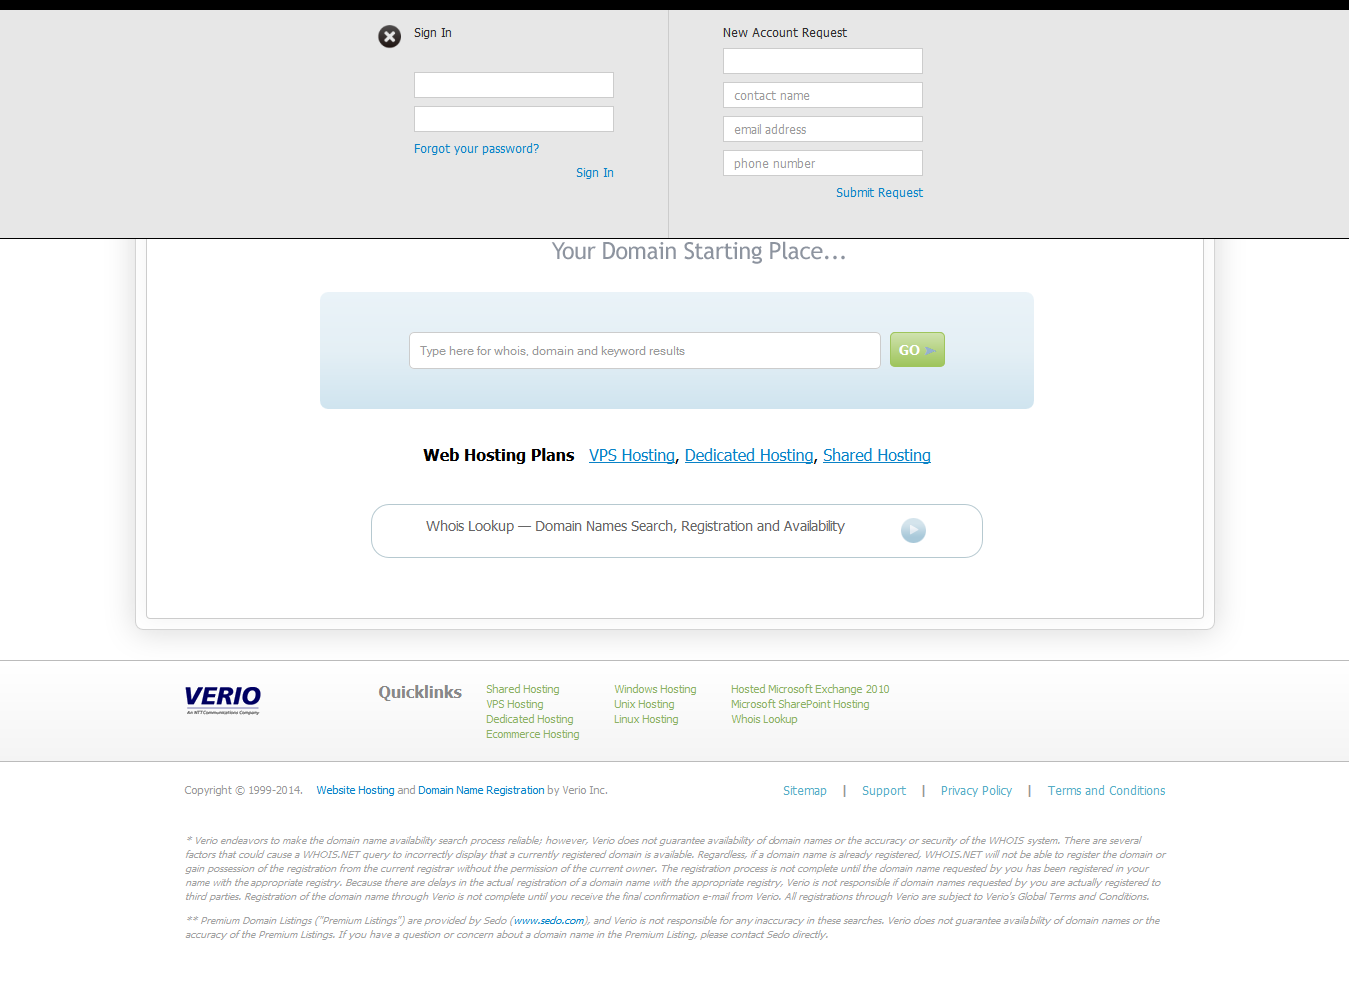 Sign In
Forgot your password?
Sign In
New Account Request
contact name
email address
phone number
Submit Request
Your Domain Starting Place...
Type here for whois, domain and keyword results
GO
Web Hosting Plans VPS Hosting, Dedicated Hosting, Shared Hosting
Whois Lookup — Domain Names Search, Registration and Availability
VERIO
An NTT Communications Company
Quicklinks
Shared Hosting
VPS Hosting
Dedicated Hosting
Ecommerce Hosting
Windows Hosting
Unix Hosting
Linux Hosting
Hosted Microsoft Exchange 2010
Microsoft SharePoint Hosting
Whois Lookup
Copyright © 1999-2014. Website Hosting and Domain Name Registration by Verio Inc.
Sitemap | Support | Privacy Policy | Terms and Conditions
* Verio endeavors to make the domain name availability search process reliable; however, Verio does not guarantee availability of domain names or the accuracy or security of the WHOIS system. There are several
factors that could cause a WHOIS.NET query to incorrectly display that a currently registered domain is available. Regardless, if a domain name is already registered, WHOIS.NET will not be able to register the domain or
gain possession of the registration from the current registrar without the permission of the current owner. The registration process is not complete until the domain name requested by you has been registered in your
name with the appropriate registry. Because there are delays in the actual registration of a domain name with the appropriate registry, Verio is not responsible if domain names requested by you are actually registered to
third parties. Registration of the domain name through Verio is not complete until you receive the final confirmation e-mail from Verio. All registrations through Verio are subject to Verio's Global Terms and Conditions.
** Premium Domain Listings ("Premium Listings") are provided by Sedo (www.sedo.com), and Verio is not responsible for any inaccuracy in these searches. Verio does not guarantee availability of domain names or the
accuracy of the Premium Listings. If you have a question or concern about a domain name in the Premium Listing, please contact Sedo directly.